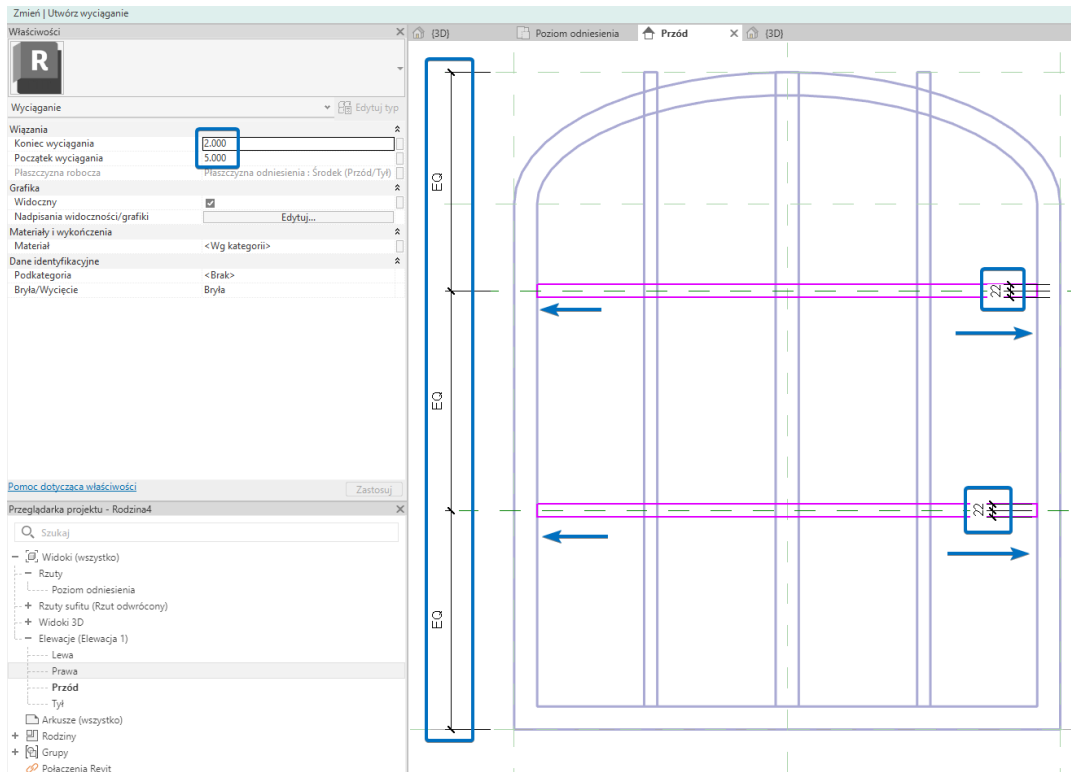 Zmień | Utwórz wyciąganie
Właściwości
R
Wyciąganie
Edytuj typ
Wiązania
Koniec wyciągania 2.000
Początek wyciągania 5.000
Płaszczyzna robocza Płaszczyzna odniesienia : Środek (Przód/Tył)
Grafika
Widoczny
Nadpisania widoczności/grafiki Edytuj...
Materiały i wykończenia
Materiał <Wg kategorii>
Dane identyfikacyjne
Podkategoria <Brak>
Bryła/Wycięcie Bryła
Pomoc dotycząca właściwości
Zastosuj
Przeglądarka projektu - Rodzina4
Szukaj
Widoki (wszystko)
Rzuty
Poziom odniesienia
Rzuty sufitu (Rzut odwrócony)
Widoki 3D
Elewacje (Elewacja 1)
Lewa
Prawa
Przód
Tył
Arkusze (wszystko)
Rodziny
Grupy
Połączenia Revit
{3D} Poziom odniesienia Przód {3D}
EQ
22
EQ
22
EQ